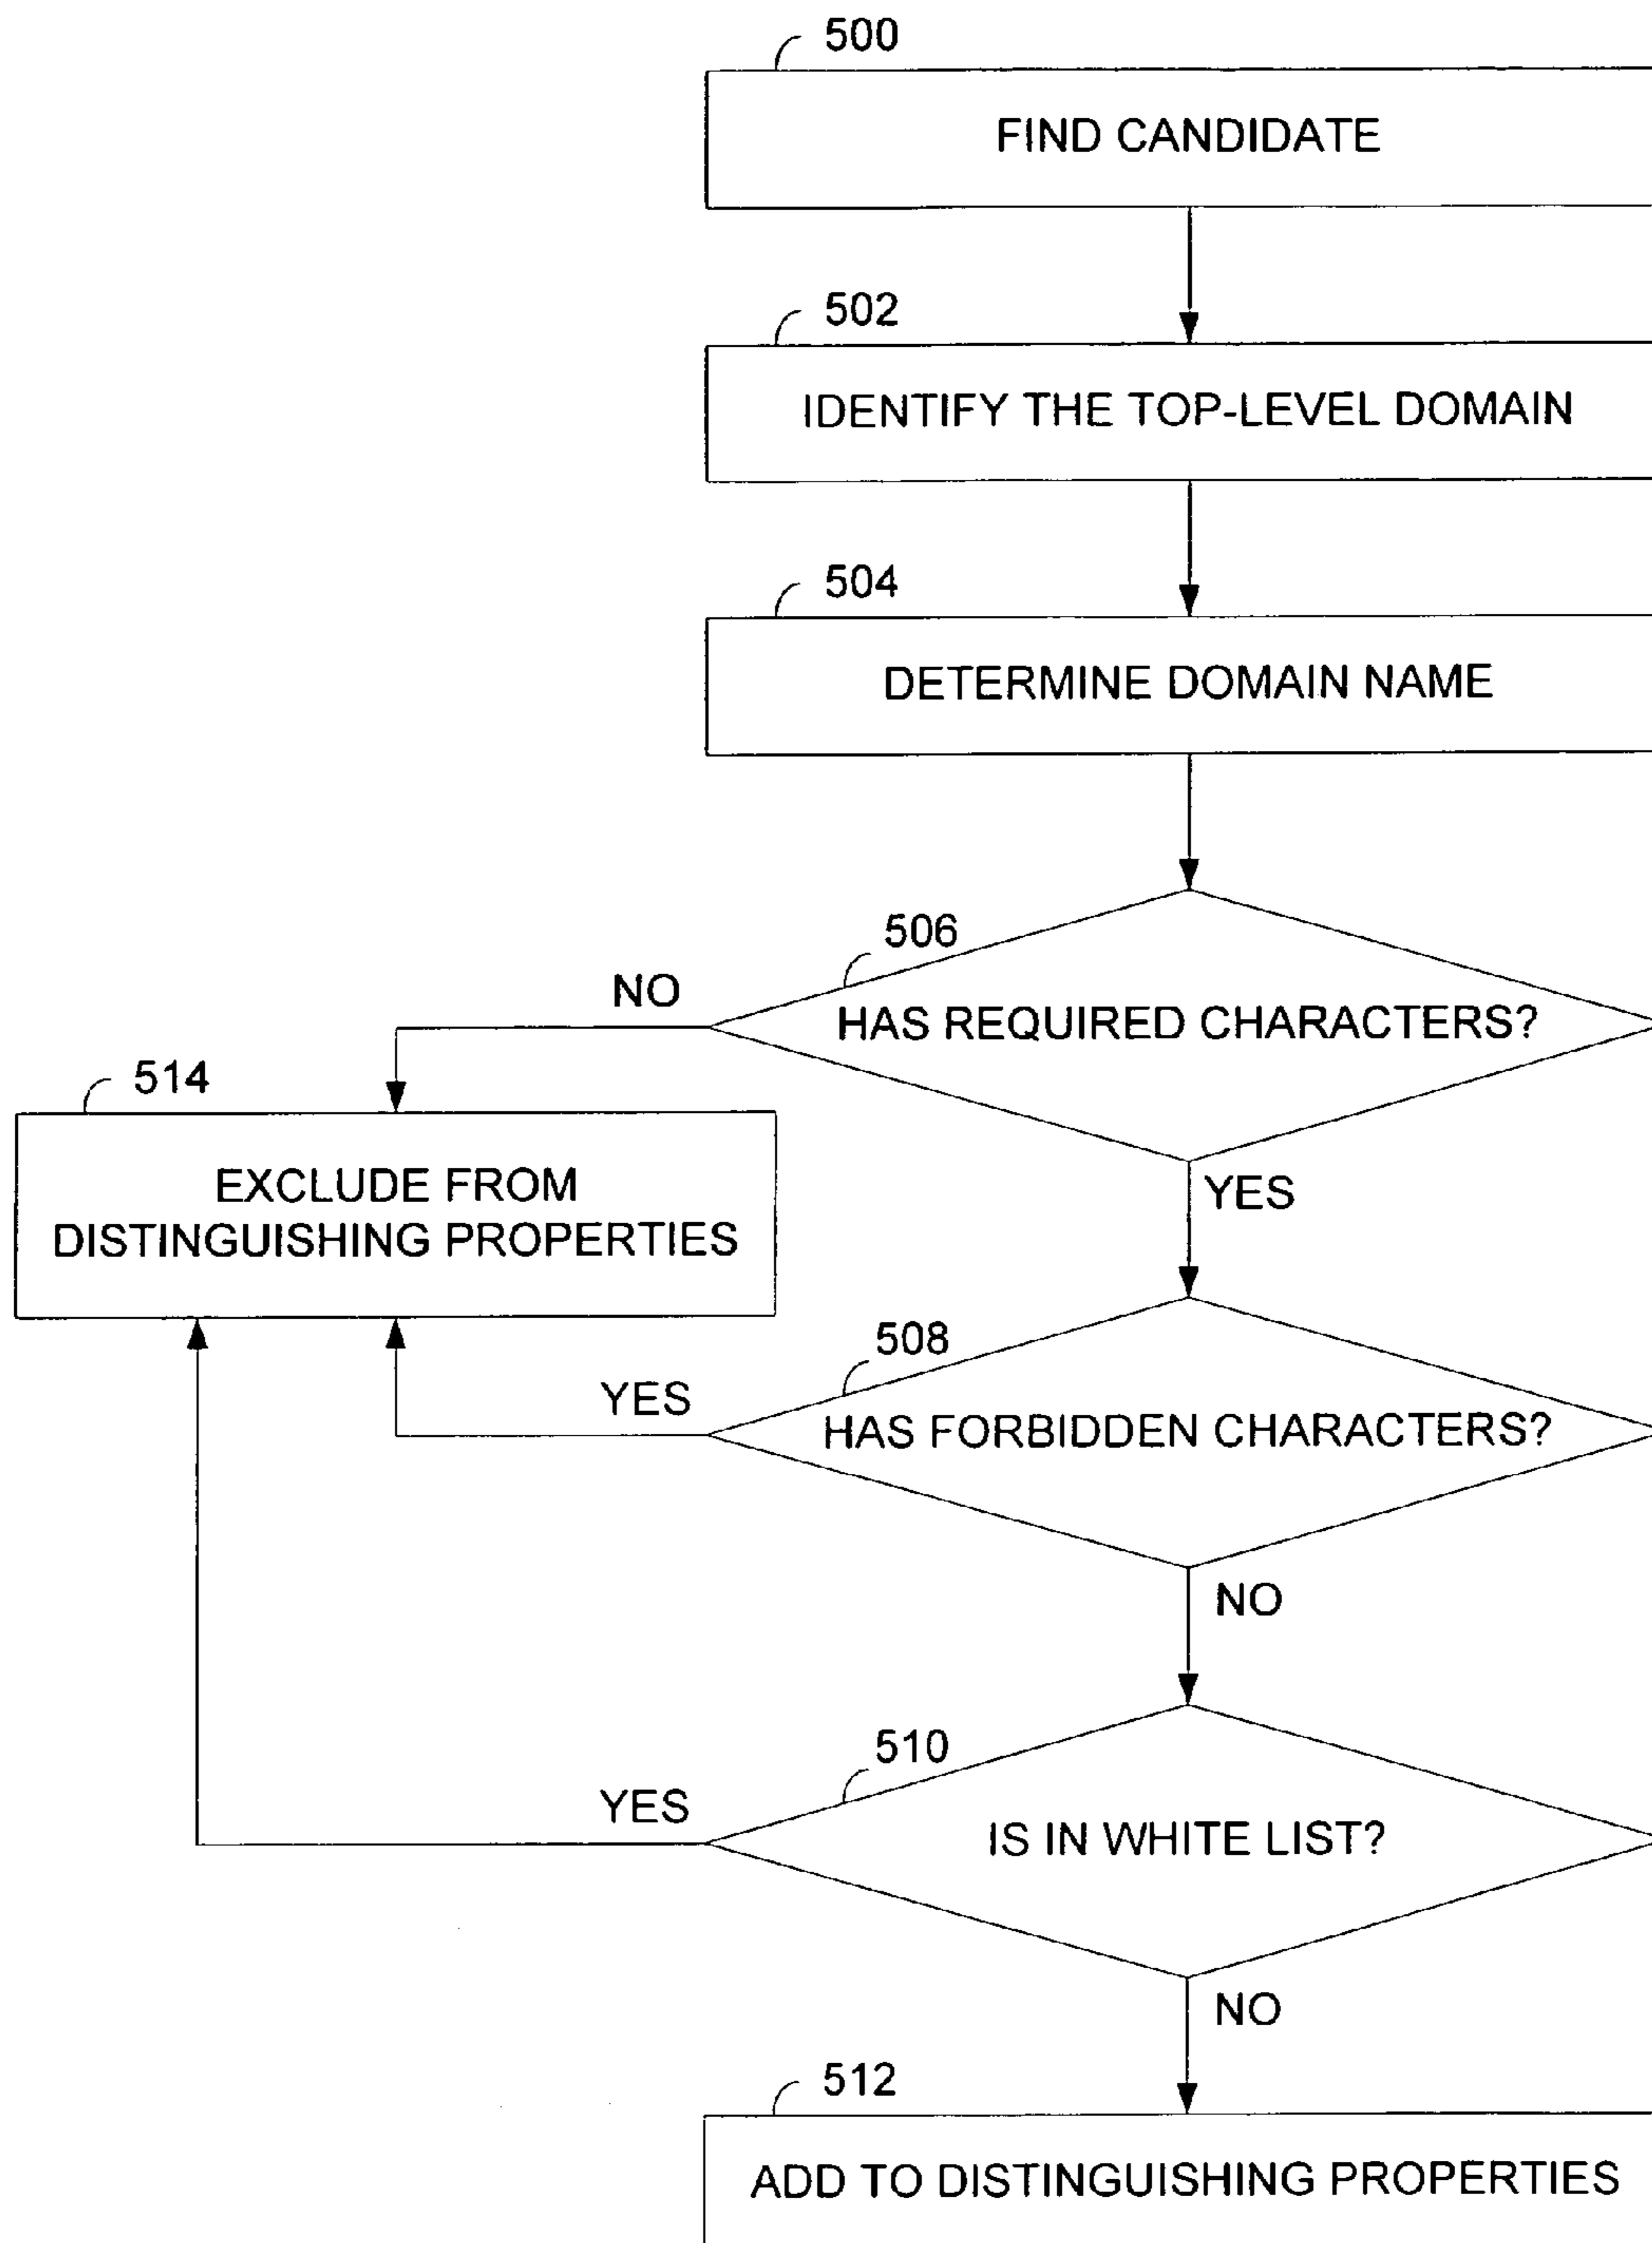 500
FIND CANDIDATE
502
IDENTIFY THE TOP-LEVEL DOMAIN
504
DETERMINE DOMAIN NAME
506
NO
HAS REQUIRED CHARACTERS?
514
EXCLUDE FROM
DISTINGUISHING PROPERTIES
YES
508
YES
HAS FORBIDDEN CHARACTERS?
NO
510
YES
IS IN WHITE LIST?
NO
512
ADD TO DISTINGUISHING PROPERTIES